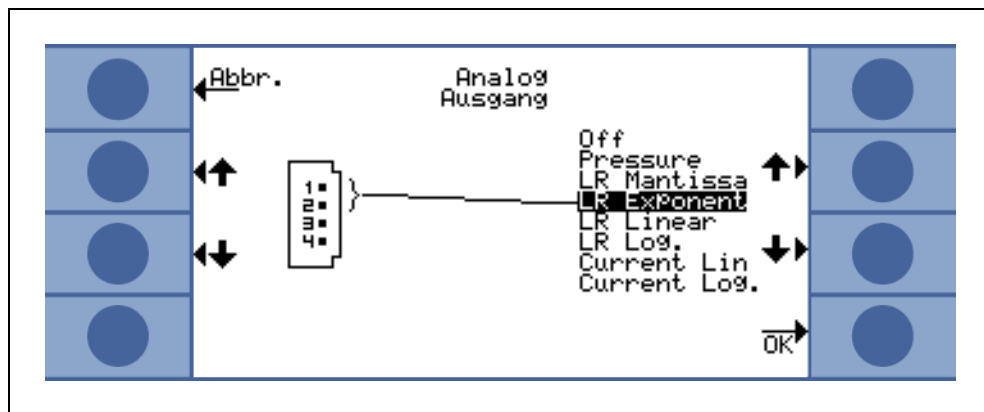 Abbr.
Analog
Ausgang
Off
Pressure
LR Mantissa
LR Exponent
LR Linear
LR Log.
Current Lin
Current Log.
1
2
3
4
OK